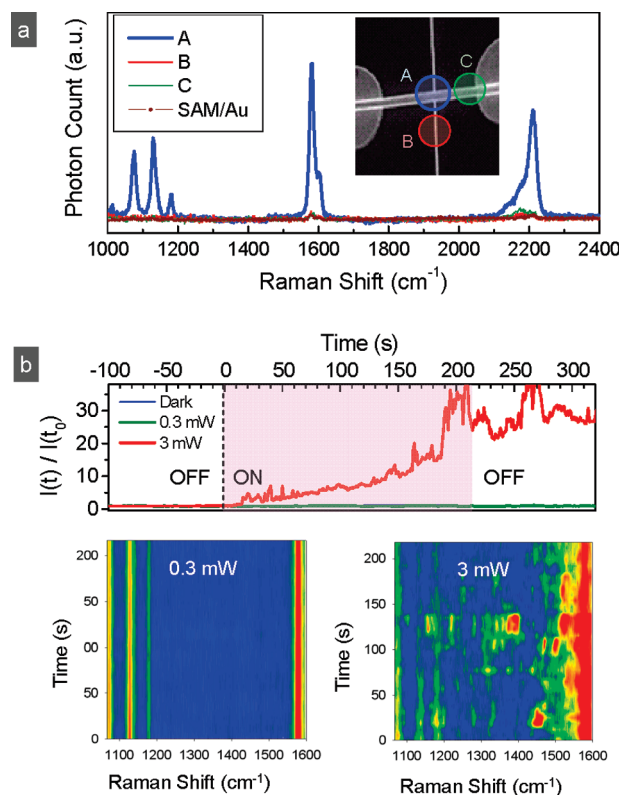 a
Photon Count (a.u.)
A
B
C
SAM/Au
A
C
B
1000 1200 1400 1600 1800 2000 2200 2400
Raman Shift (cm-1)
b
Time (s)
-100 -50 0 50 100 150 200 250 300
I(t) / I(t0)
30
20
10
0
Dark
0.3 mW
3 mW
OFF ON OFF
Time (s)
200
50
00
50
0
0.3 mW
1100 1200 1300 1400 1500 1600
Raman Shift (cm-1)
Time (s)
200
150
100
50
0
3 mW
1100 1200 1300 1400 1500 1600
Raman Shift (cm-1)